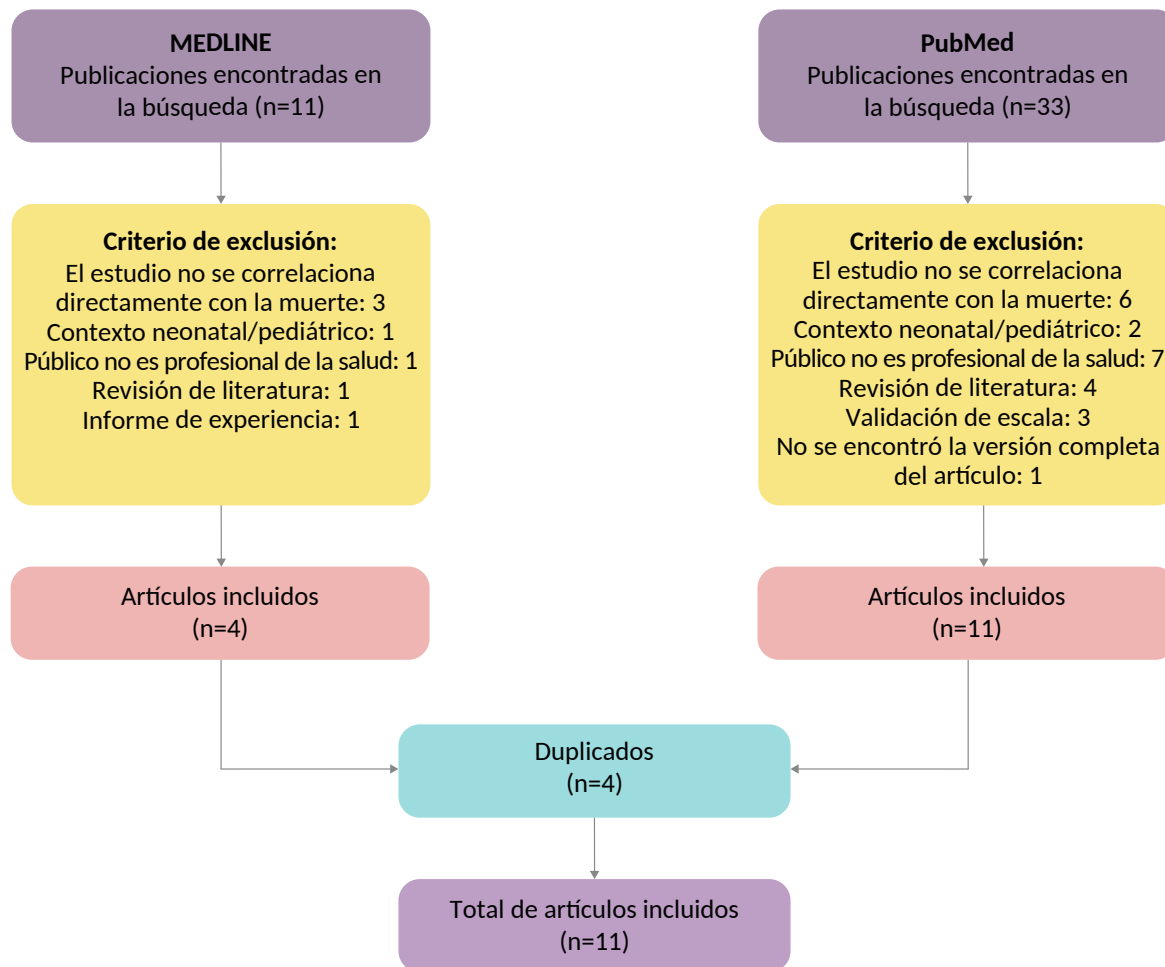 MEDLINE
Publicaciones encontradas en
la búsqueda (n=11)
PubMed
Publicaciones encontradas en
la búsqueda (n=33)
Criterio de exclusión:
El estudio no se correlaciona
directamente con la muerte: 3
Contexto neonatal/pediátrico: 1
Público no es profesional de la salud: 1
Revisión de literatura: 1
Informe de experiencia: 1
Criterio de exclusión:
El estudio no se correlaciona
directamente con la muerte: 6
Contexto neonatal/pediátrico: 2
Público no es profesional de la salud: 7
Revisión de literatura: 4
Validación de escala: 3
No se encontró la versión completa
del artículo: 1
Artículos incluidos
(n=4)
Artículos incluidos
(n=11)
Duplicados
(n=4)
Total de artículos incluidos
(n=11)